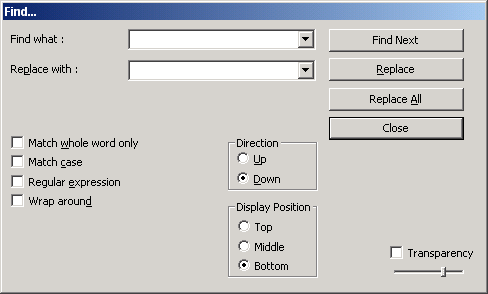 Find...
Find what :
Find Next
Replace with :
Replace
Replace All
Close
Match whole word only
Match case
Regular expression
Wrap around
Direction
Up
Down
Display Position
Top
Middle
Bottom
Transparency